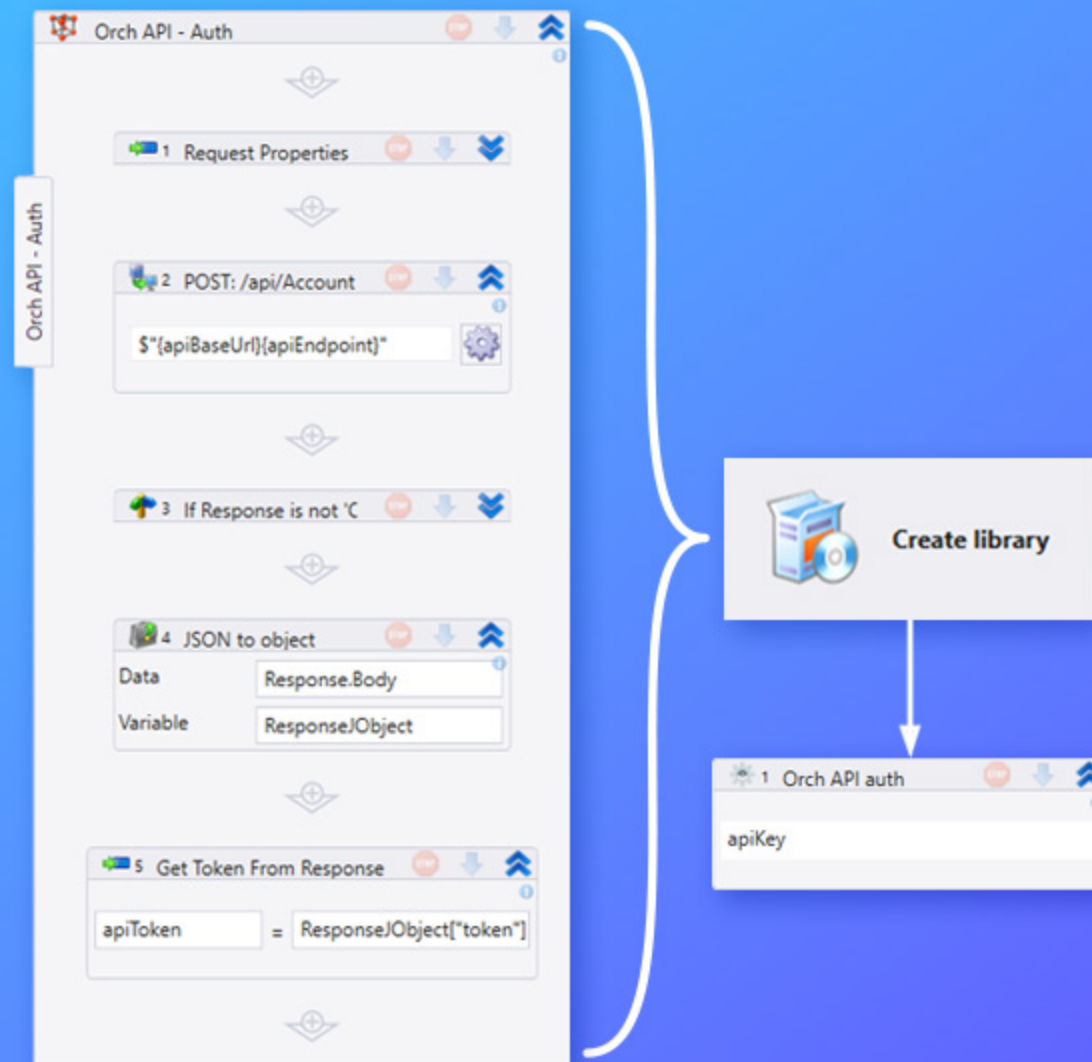 Orch API - Auth
Orch API - Auth
1 Request Properties
2 POST: /api/Account
$"{apiBaseUrl}{apiEndpoint}"
3 If Response is not 'C
4 JSON to object
Data
Response.Body
Variable
ResponseJObject
5 Get Token From Response
apiToken
=
ResponseJObject["token"]
Create library
1 Orch API auth
apiKey